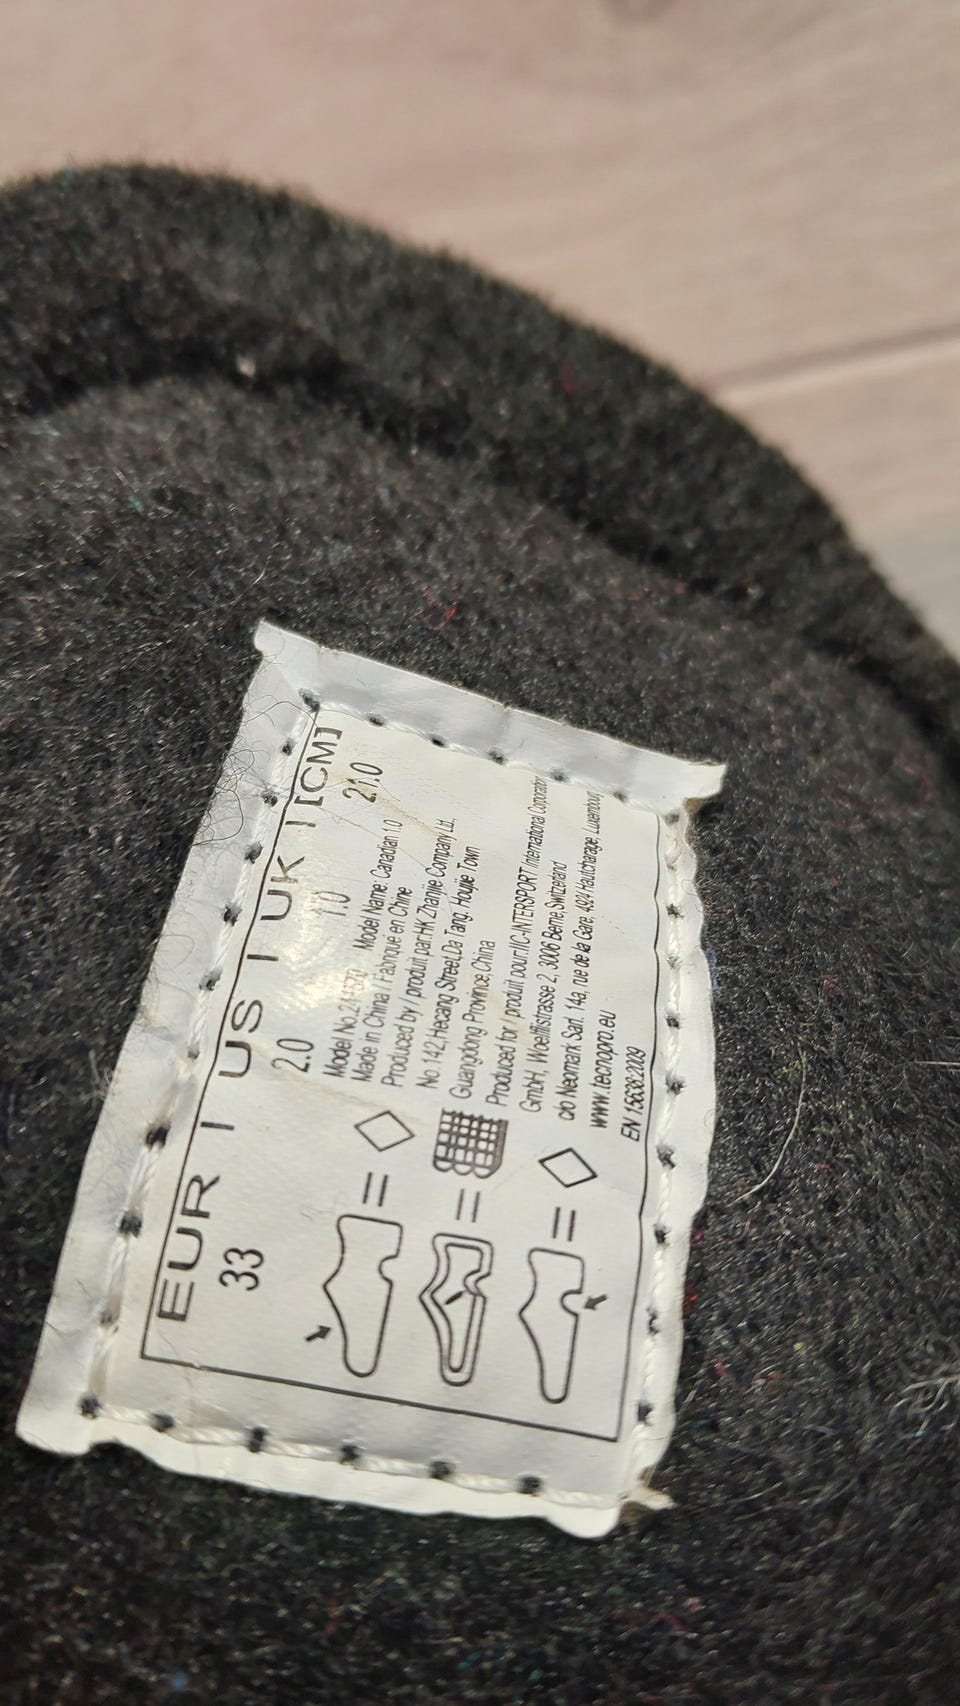 EUR | US | UK | [CM]
33 2.0 1.0 21.0
Model Name: Canadian 1.0
Made in China / Fabriqué en Chine
Produced by / produit par:HK Zhanjie Company Ltd.,
No.142,Hecang Street,Da Tang, Houjie Town
Guangdong Province,China
Produced for / produit pour:IIC-INTERSPORT International Corporation
GmbH, Woelflistrasse 2, 3006 Berne,Switzerland
c/o Neomark Sarl. 14a, rue de la Gare, 4924 Hautcharage, Luxembourg
www.tecnopro.eu
EN 15638:2009